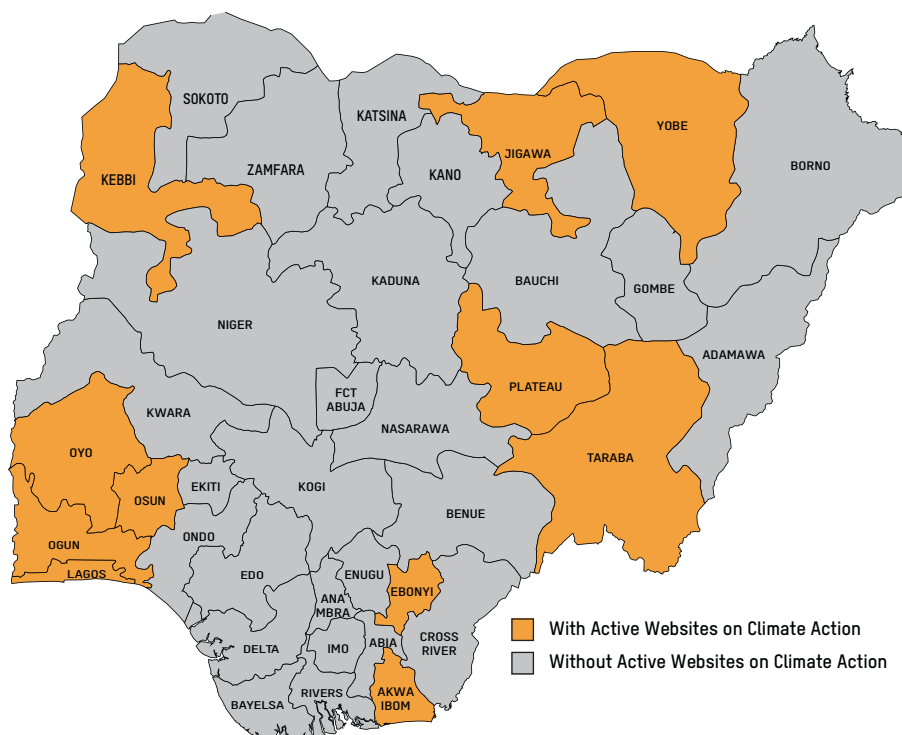 SOKOTO
KATSINA
YOBE
JIGAWA
BORNO
ZAMFARA
KANO
KEBBI
KADUNA
BAUCHI
GOMBE
NIGER
ADAMAWA
PLATEAU
FCT
ABUJA
KWARA
NASARAWA
OYO
TARABA
EKITI
KOGI
OSUN
BENUE
ONDO
OGUN
LAGOS
EDO
ENUGU
EBONYI
ANA
MBRA
With Active Websites on Climate Action
CROSS
RIVER
DELTA
IMO
ABIA
Without Active Websites on Climate Action
RIVERS
AKWA
IBOM
BAYELSA